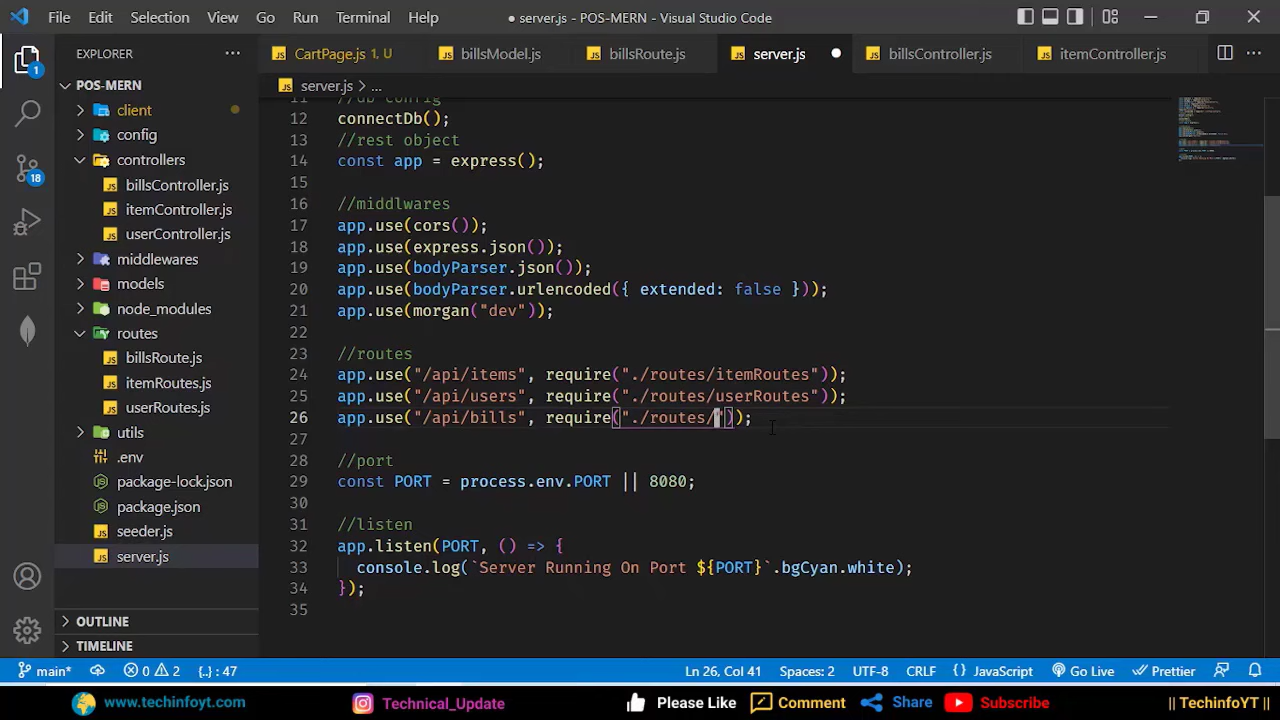 File Edit Selection View Go Run Terminal Help
● server.js - POS-MERN - Visual Studio Code
EXPLORER
CartPage.js 1, U
billsModel.js
billsRoute.js
server.js
billsController.js
itemController.js
POS-MERN
client
config
controllers
billsController.js
itemController.js
userController.js
middlewares
models
node_modules
routes
billsRoute.js
itemRoutes.js
userRoutes.js
utils
.env
package-lock.json
package.json
seeder.js
server.js
OUTLINE
TIMELINE
1
18
server.js > ...
11 //db config
12 connectDb();
13 //rest object
14 const app = express();
15
16 //middlwares
17 app.use(cors());
18 app.use(express.json());
19 app.use(bodyParser.json());
20 app.use(bodyParser.urlencoded({ extended: false }));
21 app.use(morgan("dev"));
22
23 //routes
24 app.use("/api/items", require("./routes/itemRoutes"));
25 app.use("/api/users", require("./routes/userRoutes"));
26 app.use("/api/bills", require("./routes/"));
27
28 //port
29 const PORT = process.env.PORT || 8080;
30
31 //listen
32 app.listen(PORT, () => {
33 console.log(`Server Running On Port ${PORT}`.bgCyan.white);
34 });
35
main* 0 2 {..} : 47 Ln 26, Col 41 Spaces: 2 UTF-8 CRLF {} JavaScript Go Live Prettier
www.techinfoyt.com Technical_Update Please Like Comment Share Subscribe || TechinfoYT ||